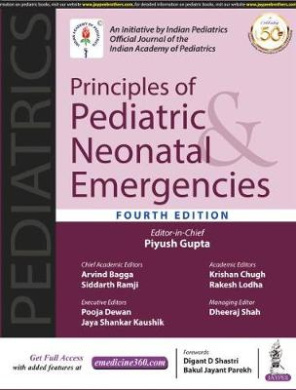 An Initiative by Indian Pediatrics
Official Journal of the
Indian Academy of Pediatrics
50
PEDIATRICS
Principles of
Pediatric &
Neonatal
Emergencies
FOURTH EDITION
Editor-in-Chief
Piyush Gupta
Chief Academic Editors
Arvind Bagga
Siddarth Ramji
Academic Editors
Krishan Chugh
Rakesh Lodha
Executive Editors
Pooja Dewan
Jaya Shankar Kaushik
Managing Editor
Dheeraj Shah
Get Full Access
with added features at
emedicine360.com
Forewords
Digant D Shastri
Bakul Jayant Parekh
JAYPEE